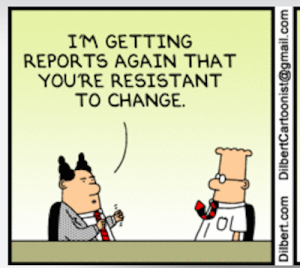 I'M GETTING
REPORTS AGAIN THAT
YOU'RE RESISTANT
TO CHANGE.
Dilbert.com DilbertCartoonist@gmail.com